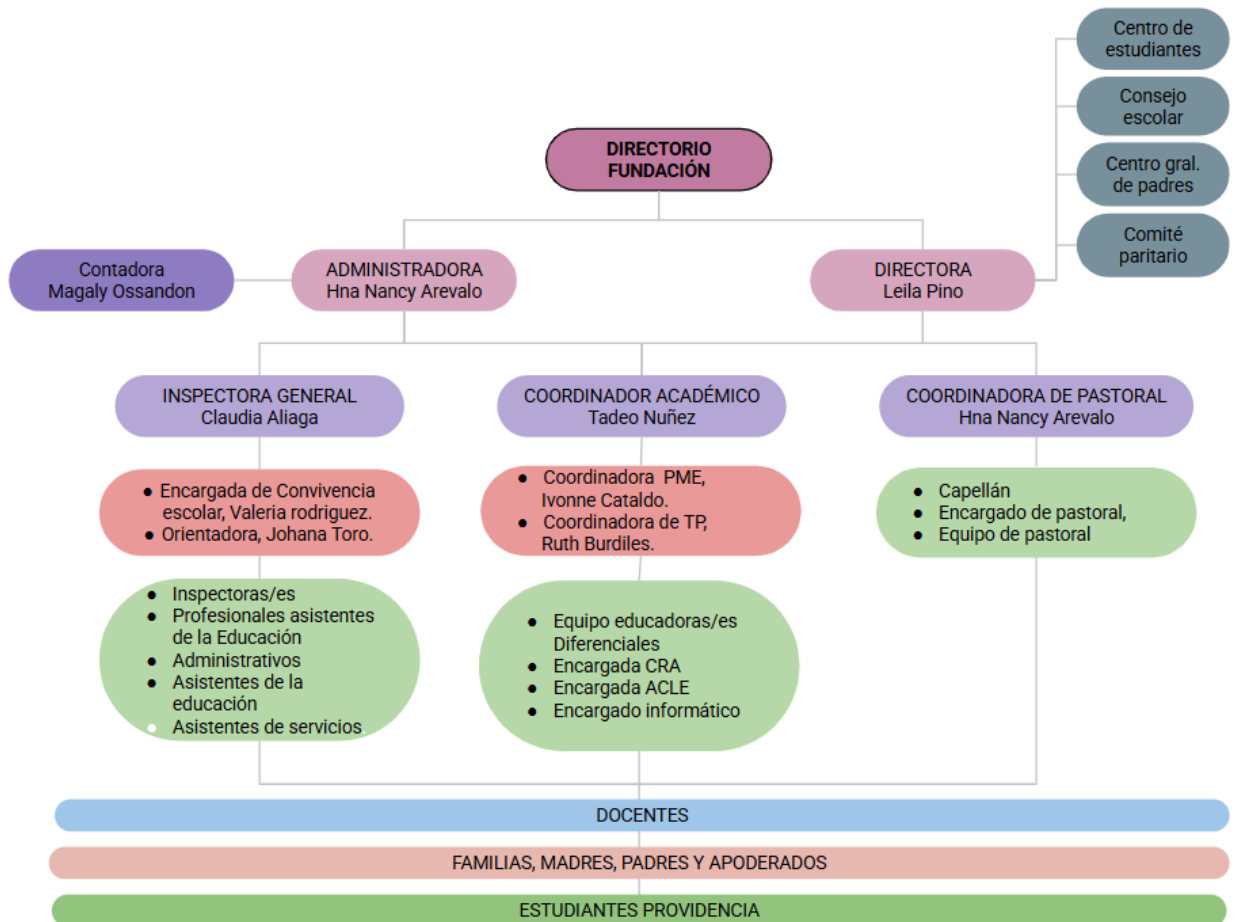 Centro de
estudiantes
Consejo
escolar
Centro gral.
de padres
Comité
paritario
DIRECTORIO
FUNDACIÓN
Contadora
Magaly Ossandon
ADMINISTRADORA
Hna Nancy Arevalo
DIRECTORA
Leila Pino
INSPECTORA GENERAL
Claudia Aliaga
COORDINADOR ACADÉMICO
Tadeo Nuñez
COORDINADORA DE PASTORAL
Hna Nancy Arevalo
● Encargada de Convivencia
escolar, Valeria rodriguez.
● Orientadora, Johana Toro.
● Coordinadora PME,
Ivonne Cataldo.
● Coordinadora de TP,
Ruth Burdiles.
● Capellán
● Encargado de pastoral,
● Equipo de pastoral
● Inspectoras/es
● Profesionales asistentes
de la Educación
● Administrativos
● Asistentes de la
educación
● Asistentes de servicios.
● Equipo educadoras/es
Diferenciales
● Encargada CRA
● Encargada ACLE
● Encargado informático
DOCENTES
FAMILIAS, MADRES, PADRES Y APODERADOS
ESTUDIANTES PROVIDENCIA